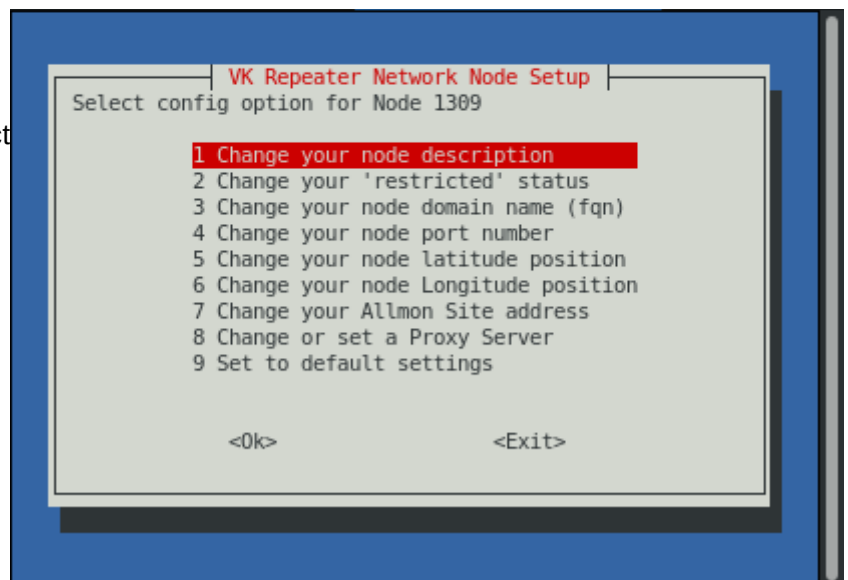 VK Repeater Network Node Setup
Select config option for Node 1309
1 Change your node description
2 Change your 'restricted' status
3 Change your node domain name (fqn)
4 Change your node port number
5 Change your node latitude position
6 Change your node Longitude position
7 Change your Allmon Site address
8 Change or set a Proxy Server
9 Set to default settings
<Ok> <Exit>